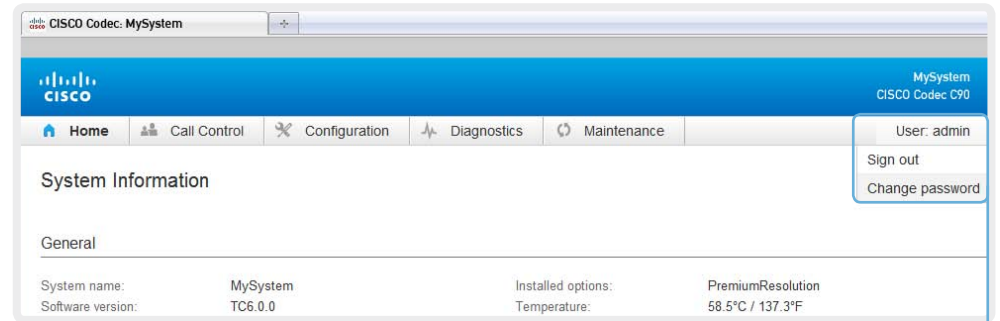 CISCO Codec: MySystem
CISCO
MySystem
CISCO Codec C90
Home Call Control Configuration Diagnostics Maintenance User: admin
Sign out
Change password
System Information
General
System name: MySystem Installed options: PremiumResolution
Software version: TC6.0.0 Temperature: 58.5°C / 137.3°F